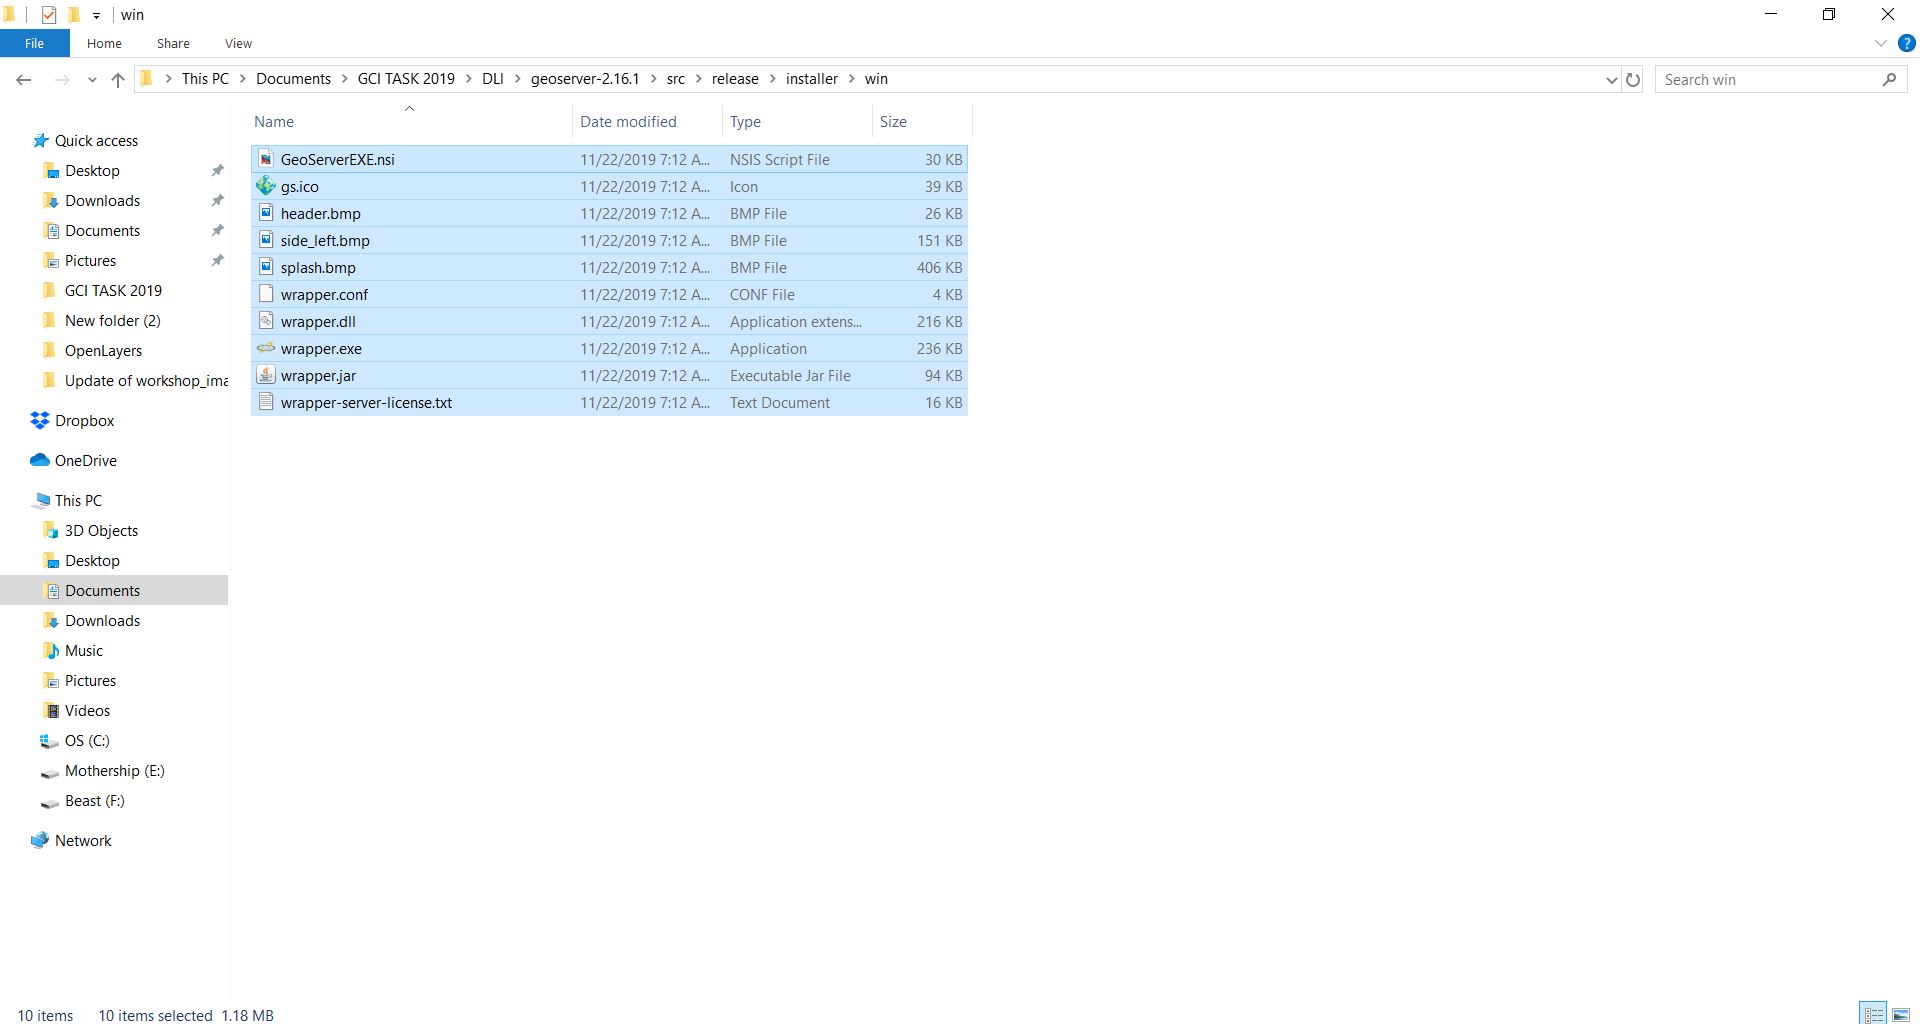 win
File Home Share View
This PC Documents GCI TASK 2019 DLI geoserver-2.16.1 src release installer win
Search win
Name Date modified Type Size
GeoServerEXE.nsi 11/22/2019 7:12 A... NSIS Script File 30 KB
gs.ico 11/22/2019 7:12 A... Icon 39 KB
header.bmp 11/22/2019 7:12 A... BMP File 26 KB
side_left.bmp 11/22/2019 7:12 A... BMP File 151 KB
splash.bmp 11/22/2019 7:12 A... BMP File 406 KB
wrapper.conf 11/22/2019 7:12 A... CONF File 4 KB
wrapper.dll 11/22/2019 7:12 A... Application extens... 216 KB
wrapper.exe 11/22/2019 7:12 A... Application 236 KB
wrapper.jar 11/22/2019 7:12 A... Executable Jar File 94 KB
wrapper-server-license.txt 11/22/2019 7:12 A... Text Document 16 KB
Quick access
Desktop
Downloads
Documents
Pictures
GCI TASK 2019
New folder (2)
OpenLayers
Update of workshop_ima
Dropbox
OneDrive
This PC
3D Objects
Desktop
Documents
Downloads
Music
Pictures
Videos
OS (C:)
Mothership (E:)
Beast (F:)
Network
10 items 10 items selected 1.18 MB